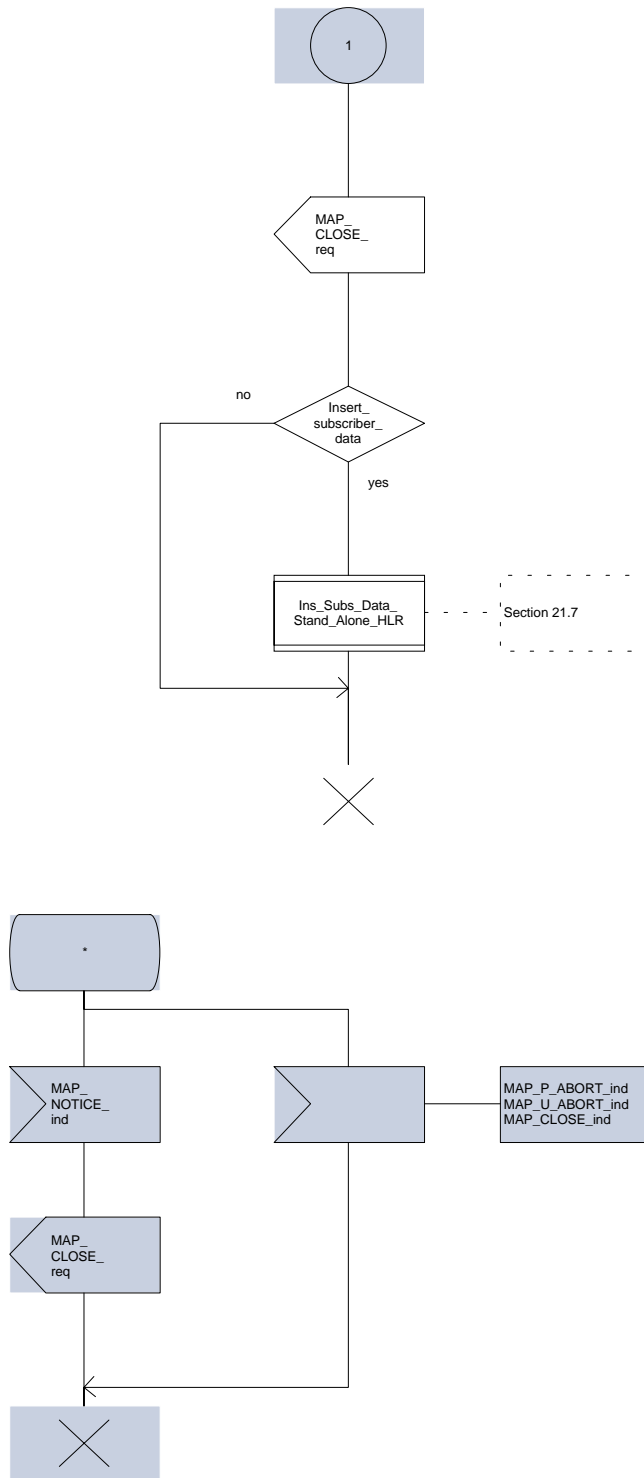 1
MAP_
CLOSE_
req
no
Insert_
subscriber_
data
yes
Ins_Subs_Data_
Stand_Alone_HLR
Section 21.7
*
MAP_
NOTICE_
ind
MAP_P_ABORT_ind
MAP_U_ABORT_ind
MAP_CLOSE_ind
MAP_
CLOSE_
req